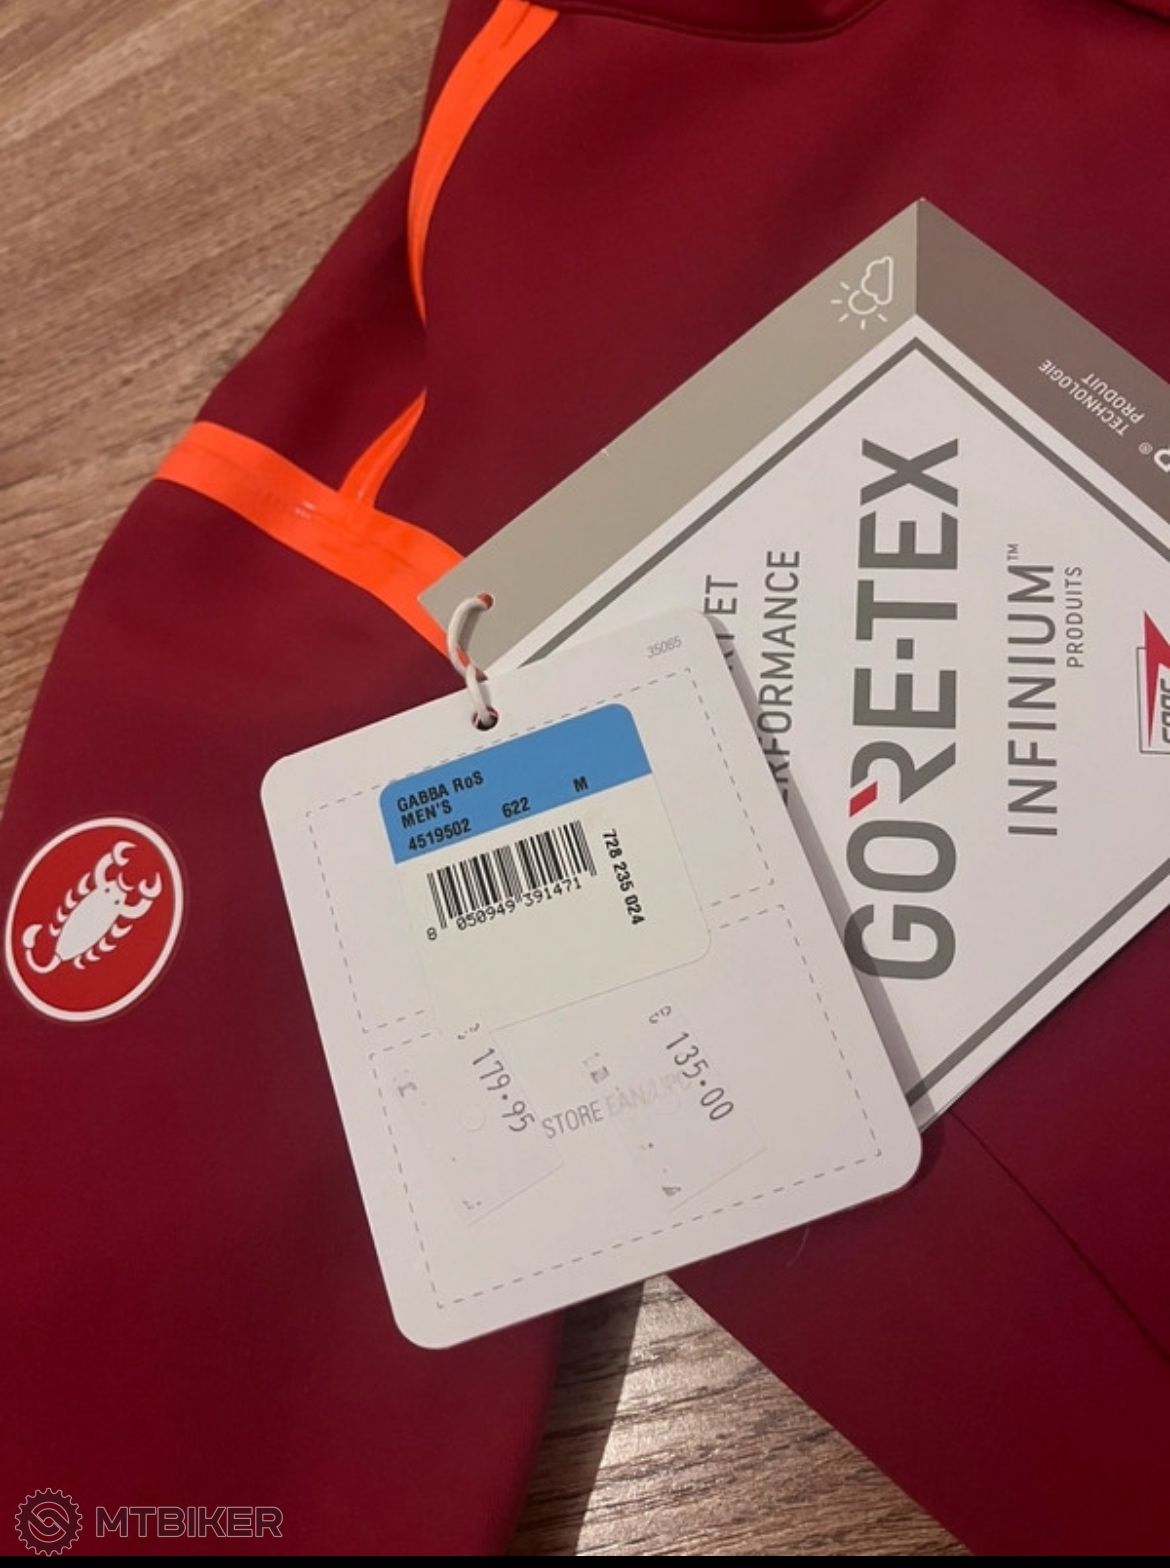 TECHNOLOGIE
PRODUIT
®
R
PERFORMANCE
GORE-TEX
INFINIUM™
PRODUITS
35065
GABBA RoS
MEN'S
4519502 622 M
8 050949 391471
728 235 024
179.95
135.00
STORE
MTBIKER